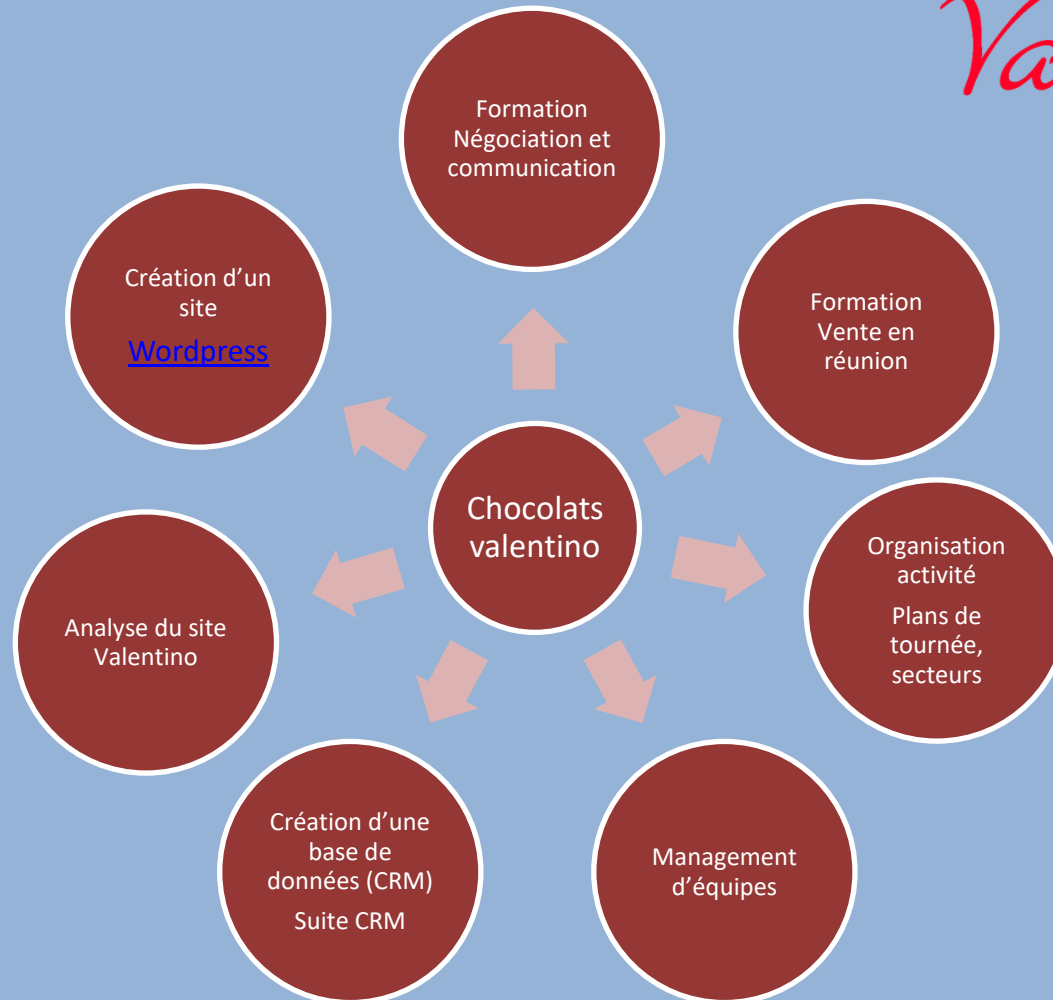 Formation
Négociation et
communication
Création d’un
site
Wordpress
Formation
Vente en
réunion
Chocolats
valentino
Organisation
activité
Plans de
tournée,
secteurs
Analyse du site
Valentino
Création d’une
base de
données (CRM)
Suite CRM
Management
d’équipes